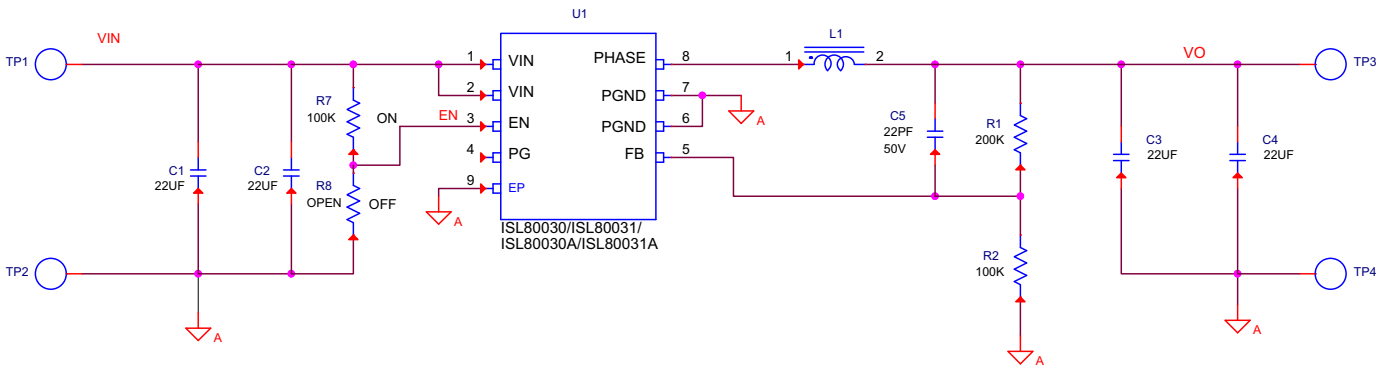 U1
VIN
TP1
1
VIN
2
VIN
R7
100K
ON
EN
3
EN
4
PG
9
EP
PHASE
8
PGND
7
PGND
6
FB
5
A
L1
1
2
VO
TP3
C5
22PF
50V
R1
200K
C3
22UF
C4
22UF
C1
22UF
C2
22UF
R8
OPEN
OFF
A
ISL80030/ISL80031/
ISL80030A/ISL80031A
R2
100K
TP2
TP4
A
A
A